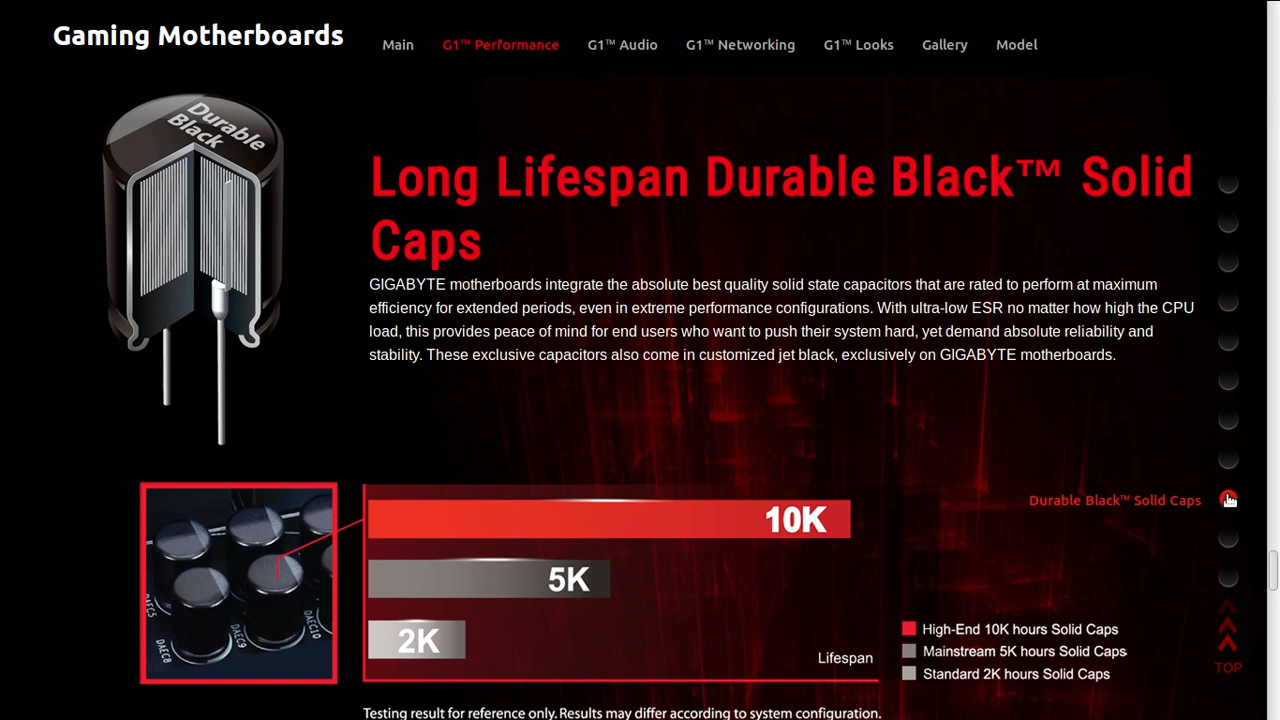 Gaming Motherboards
Main G1™ Performance G1™ Audio G1™ Networking G1™ Looks Gallery Model
Durable
Black
Long Lifespan Durable Black™ Solid
Caps
GIGABYTE motherboards integrate the absolute best quality solid state capacitors that are rated to perform at maximum
efficiency for extended periods, even in extreme performance configurations. With ultra-low ESR no matter how high the CPU
load, this provides peace of mind for end users who want to push their system hard, yet demand absolute reliability and
stability. These exclusive capacitors also come in customized jet black, exclusively on GIGABYTE motherboards.
Durable Black™ Solid Caps
10K
5K
2K
DAEC8
DAEC9
DAEC10
Lifespan
High-End 10K hours Solid Caps
Mainstream 5K hours Solid Caps
Standard 2K hours Solid Caps
TOP
Testing result for reference only. Results may differ according to system configuration.